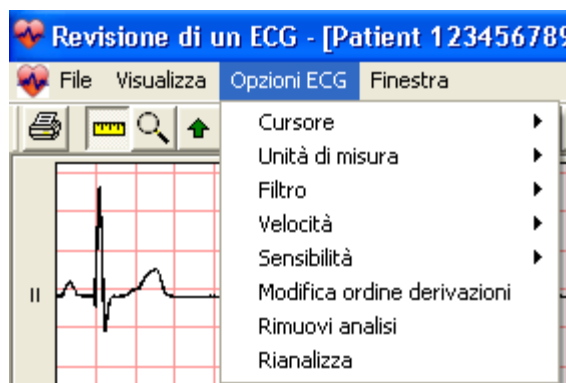 Revisione di un ECG - [Patient 123456789
File Visualizza Opzioni ECG Finestra
Cursore
Unità di misura
Filtro
Velocità
Sensibilità
Modifica ordine derivazioni
Rimuovi analisi
Rianalizza
II